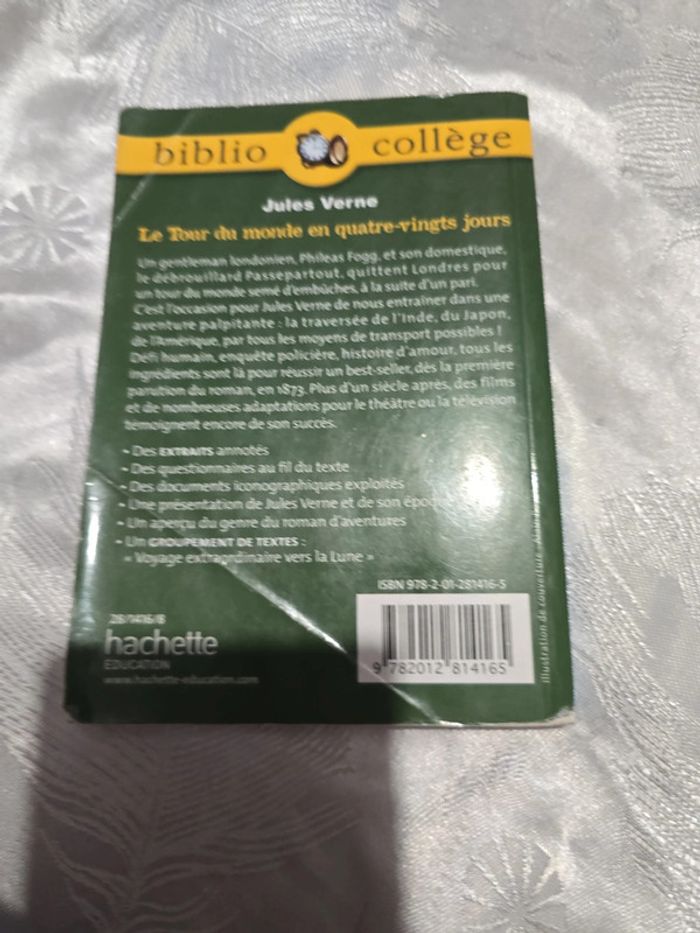 biblio collège
Jules Verne
Le Tour du monde en quatre-vingts jours
Un gentleman londonien, Phileas Fogg, et son domestique,
le débrouillard Passepartout, quittent Londres pour
un tour du monde semé d'embûches, à la suite d'un pari.
C'est l'occasion pour Jules Verne de nous entraîner dans une
aventure palpitante : la traversée de l'Inde, du Japon,
de l'Amérique, par tous les moyens de transport possibles !
Défi humain, enquête policière, histoire d'amour, tous les
ingrédients sont là pour réussir un best-seller, dès la première
parution du roman, en 1873. Plus d'un siècle après, des films
et de nombreuses adaptations pour le théâtre ou la télévision
témoignent encore de son succès.
• Des EXTRAITS annotés
• Des questionnaires au fil du texte
• Des documents iconographiques exploités
• Une présentation de Jules Verne et de son
• Un aperçu du genre du roman d'aventures
• Un GROUPEMENT DE TEXTES :
« Voyage extraordinaire vers la Lune »
ISBN 978-2-01-281416-5
28/1416/8
hachette
ÉDUCATION
www.hachette-education.com
9 782012 814165
Illustration de couverture